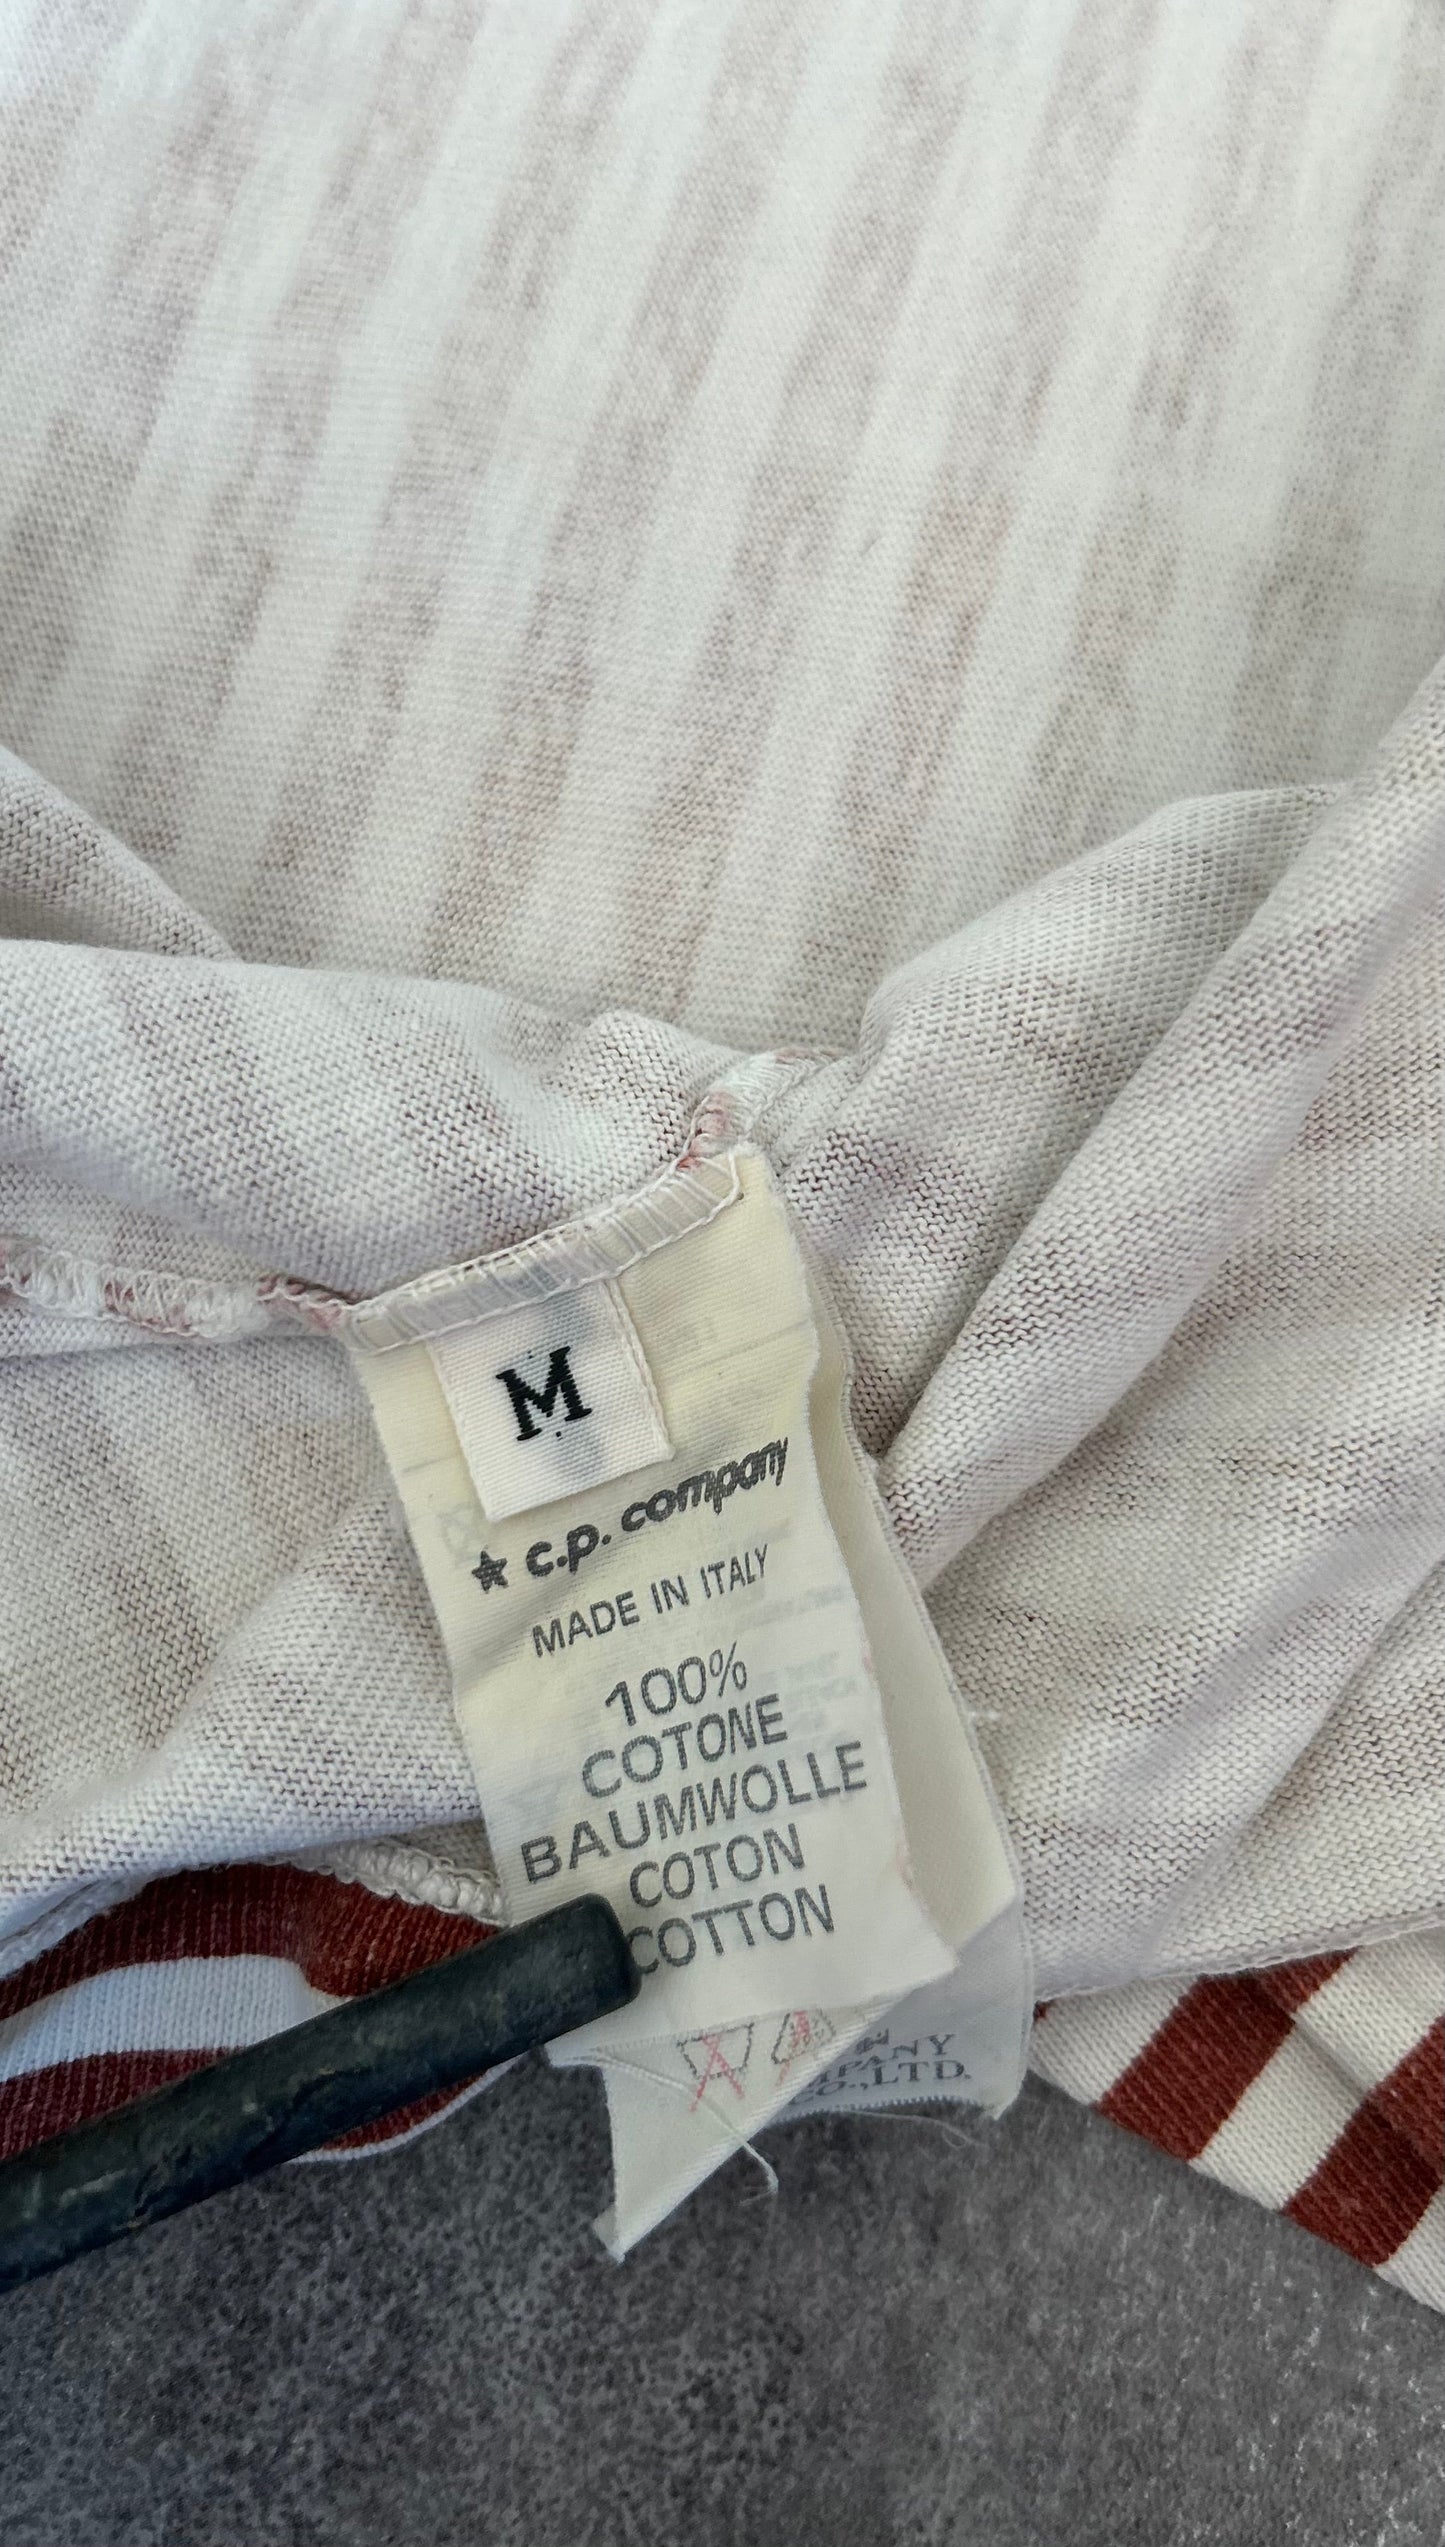 M
★ c.p. company
MADE IN ITALY
100%
COTONE
BAUMWOLLE
COTON
COTTON
CO.,LTD.